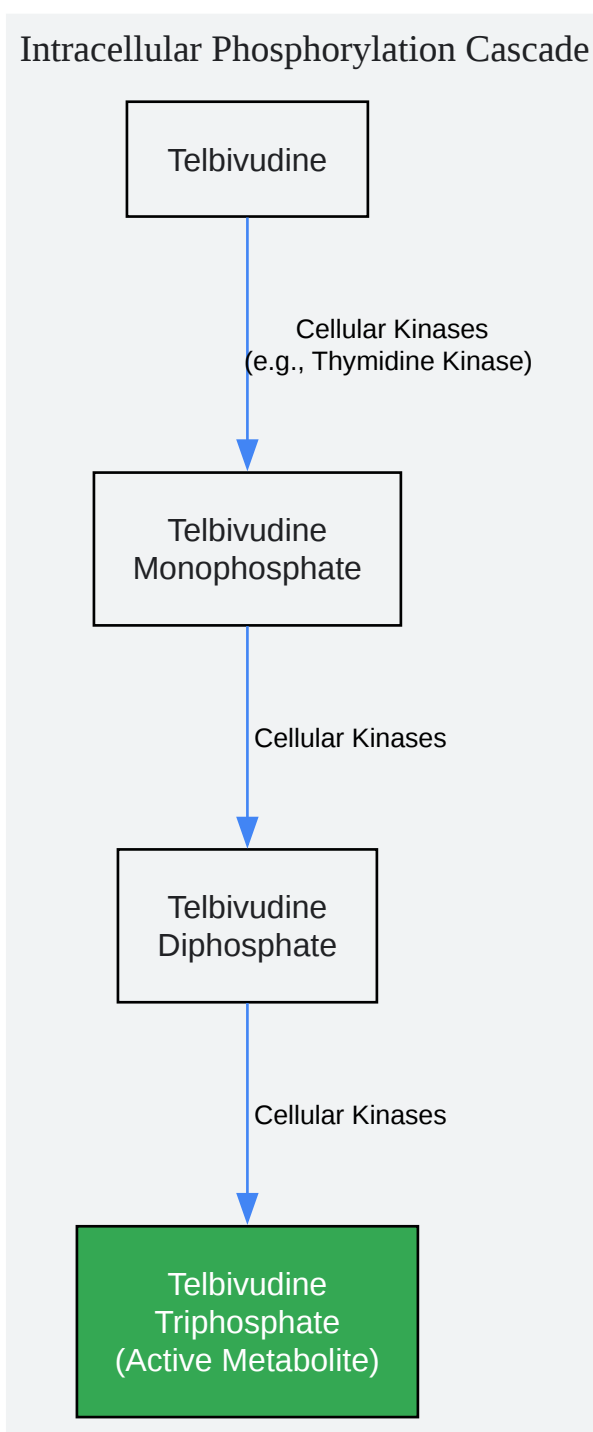 Intracellular Phosphorylation Cascade
Telbivudine
Cellular Kinases
(e.g., Thymidine Kinase)
Telbivudine
Monophosphate
Cellular Kinases
Telbivudine
Diphosphate
Cellular Kinases
Telbivudine
Triphosphate
(Active Metabolite)